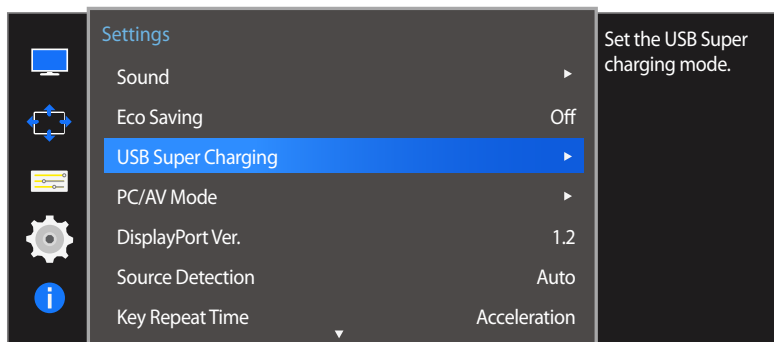 Settings
Sound
Eco Saving Off
USB Super Charging
PC/AV Mode
DisplayPort Ver. 1.2
Source Detection Auto
Key Repeat Time Acceleration
Set the USB Super
charging mode.